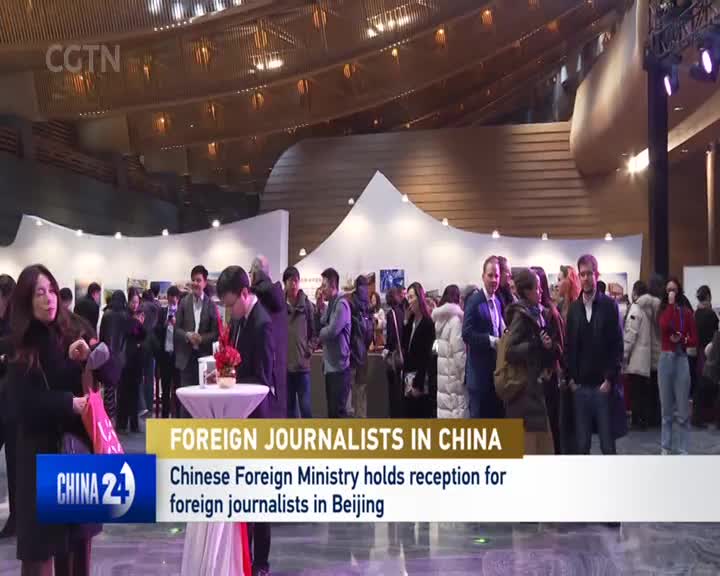 CGTN
FOREIGN JOURNALISTS IN CHINA
CHINA 24
Chinese Foreign Ministry holds reception for
foreign journalists in Beijing